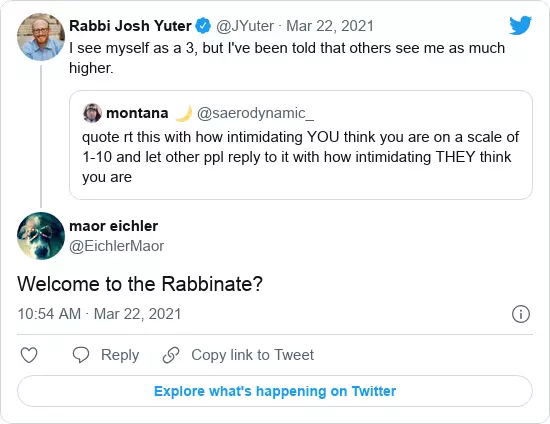 Rabbi Josh Yuter @JYuter · Mar 22, 2021
I see myself as a 3, but I've been told that others see me as much
higher.
montana 🌙 @saerodynamic_
quote rt this with how intimidating YOU think you are on a scale of
1-10 and let other ppl reply to it with how intimidating THEY think
you are
maor eichler
@EichlerMaor
Welcome to the Rabbinate?
10:54 AM · Mar 22, 2021
Reply
Copy link to Tweet
Explore what's happening on Twitter